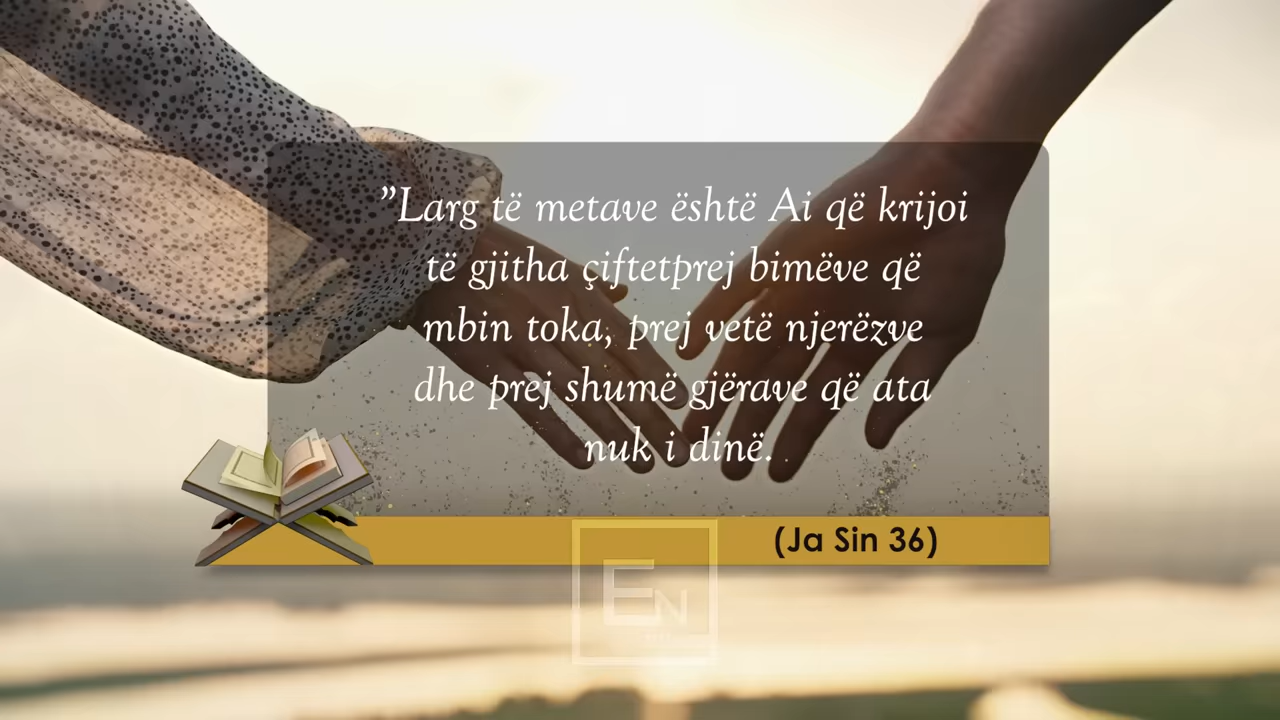 ”Larg të metave është Ai që krijoi
të gjitha çiftetprej bimëve që
mbin toka, prej vetë njerëzve
dhe prej shumë gjërave që ata
nuk i dinë.
(Ja Sin 36)
EN